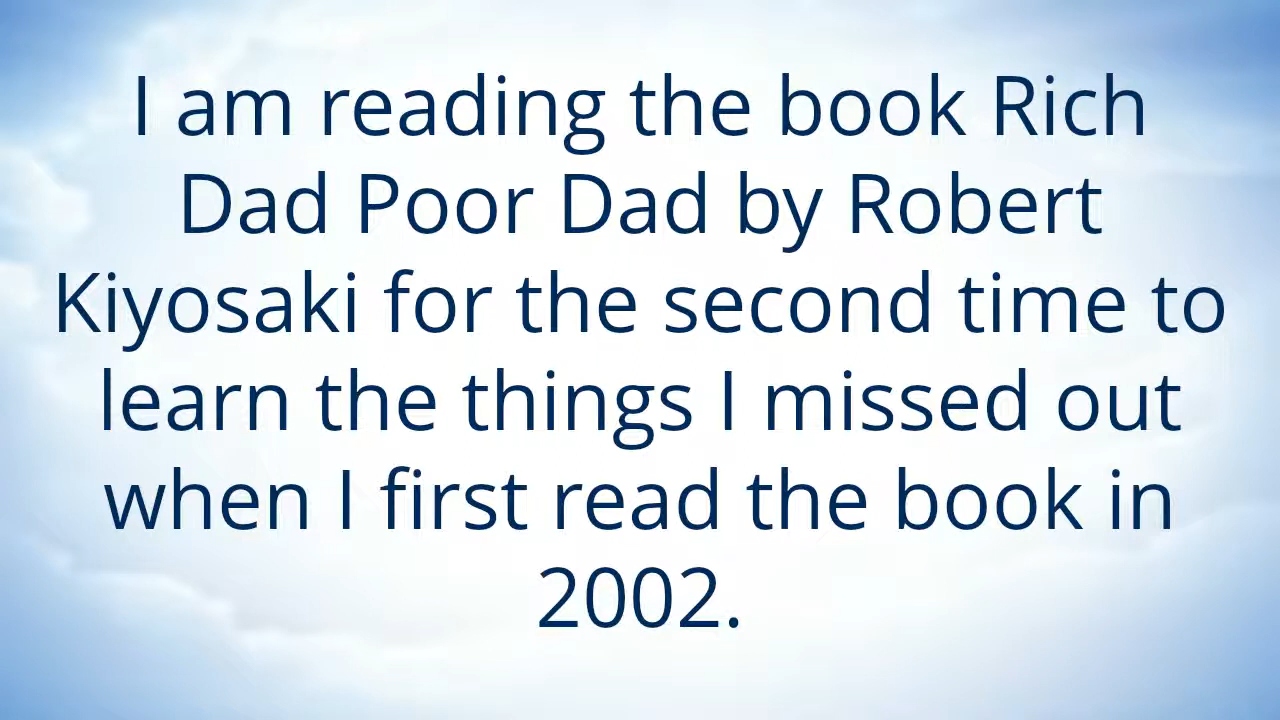 I am reading the book Rich
Dad Poor Dad by Robert
Kiyosaki for the second time to
learn the things I missed out
when I first read the book in
2002.